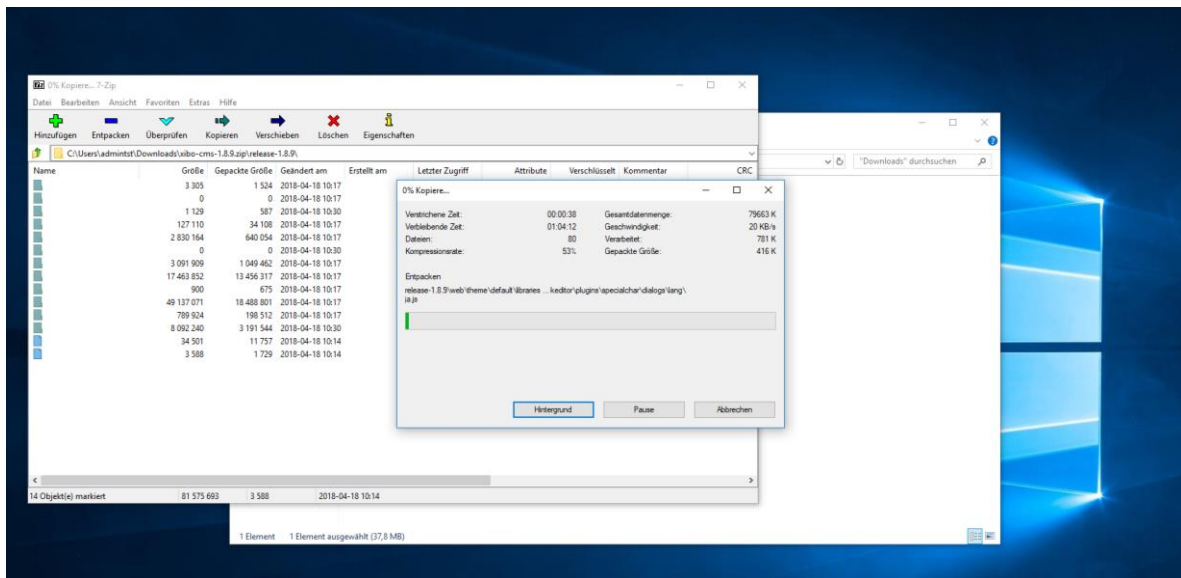 0% Kopiere... 7-Zip
Datei Bearbeiten Ansicht Favoriten Extras Hilfe
Hinzufügen Entpacken Überprüfen Kopieren Verschieben Löschen Eigenschaften
C:\Users\admintst\Downloads\xibo-cms-1.8.9.zip\release-1.8.9\
"Downloads" durchsuchen
Name Größe Gepackte Größe Geändert am Erstellt am Letzter Zugriff Attribute Verschlüsselt Kommentar CRC
3 305 1 524 2018-04-18 10:17
0 0 2018-04-18 10:17
1 129 587 2018-04-18 10:30
127 110 34 108 2018-04-18 10:17
2 830 164 640 054 2018-04-18 10:17
0 0 2018-04-18 10:30
3 091 909 1 049 462 2018-04-18 10:17
17 463 852 13 456 317 2018-04-18 10:17
900 675 2018-04-18 10:17
49 137 071 18 488 801 2018-04-18 10:17
789 924 198 512 2018-04-18 10:17
8 092 240 3 191 544 2018-04-18 10:30
34 501 11 757 2018-04-18 10:14
3 588 1 729 2018-04-18 10:14
0% Kopiere...
Verstrichene Zeit: 00:00:38 Gesamtdatenmenge: 79663 K
Verbleibende Zeit: 01:04:12 Geschwindigkeit: 20 KB/s
Dateien: 80 Verarbeitet: 781 K
Kompressionsrate: 53% Gepackte Größe: 416 K
Entpacken
release-1.8.9\web\theme\default\libraries ... keditor\plugins\specialchar\dialogs\lang\
ja.js
Hintergrund Pause Abbrechen
14 Objekt(e) markiert 81 575 693 3 588 2018-04-18 10:14
1 Element 1 Element ausgewählt (37,8 MB)